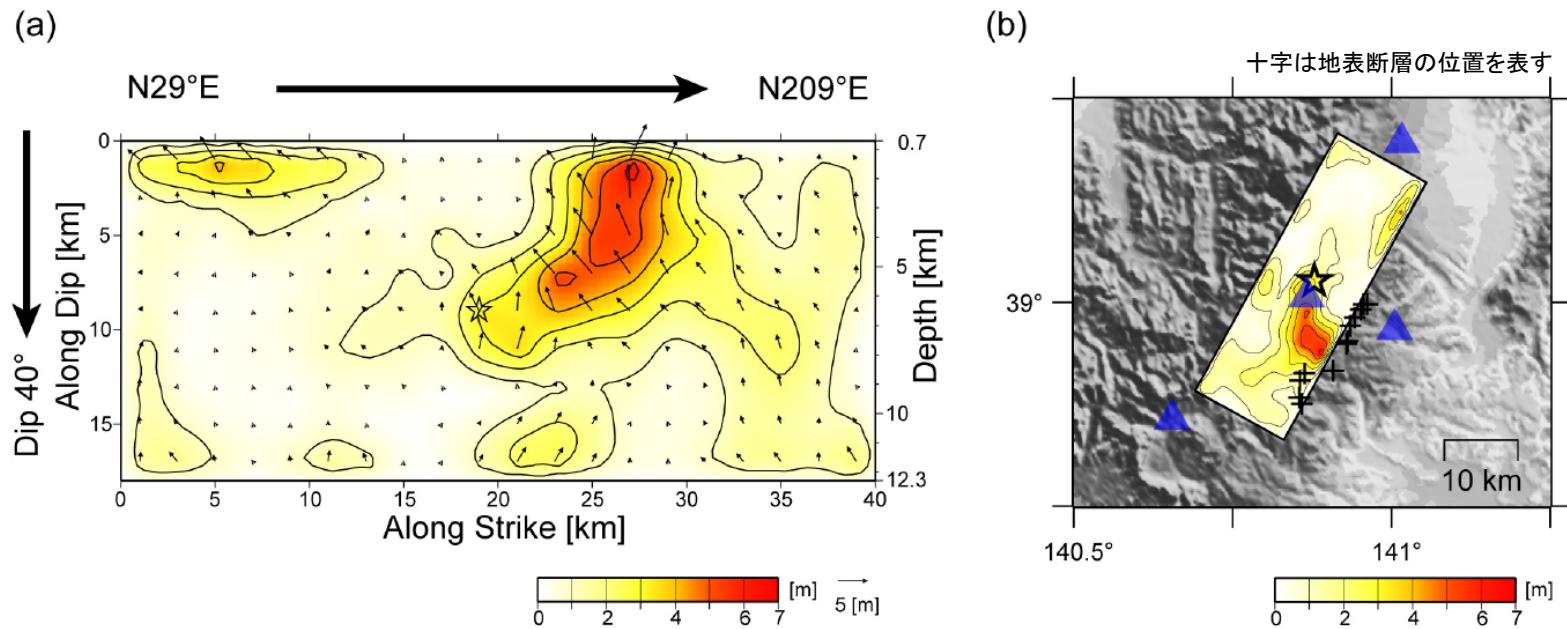 (a)
N29°E
N209°E
Dip 40°
Along Dip [km]
0
5
10
15
0.7
5
10
12.3
Depth [km]
0 5 10 15 20 25 30 35 40
Along Strike [km]
0 2 4 6 7 [m]
5 [m]
(b)
十字は地表断層の位置を表す
39°
10 km
140.5° 141°
0 2 4 6 7 [m]